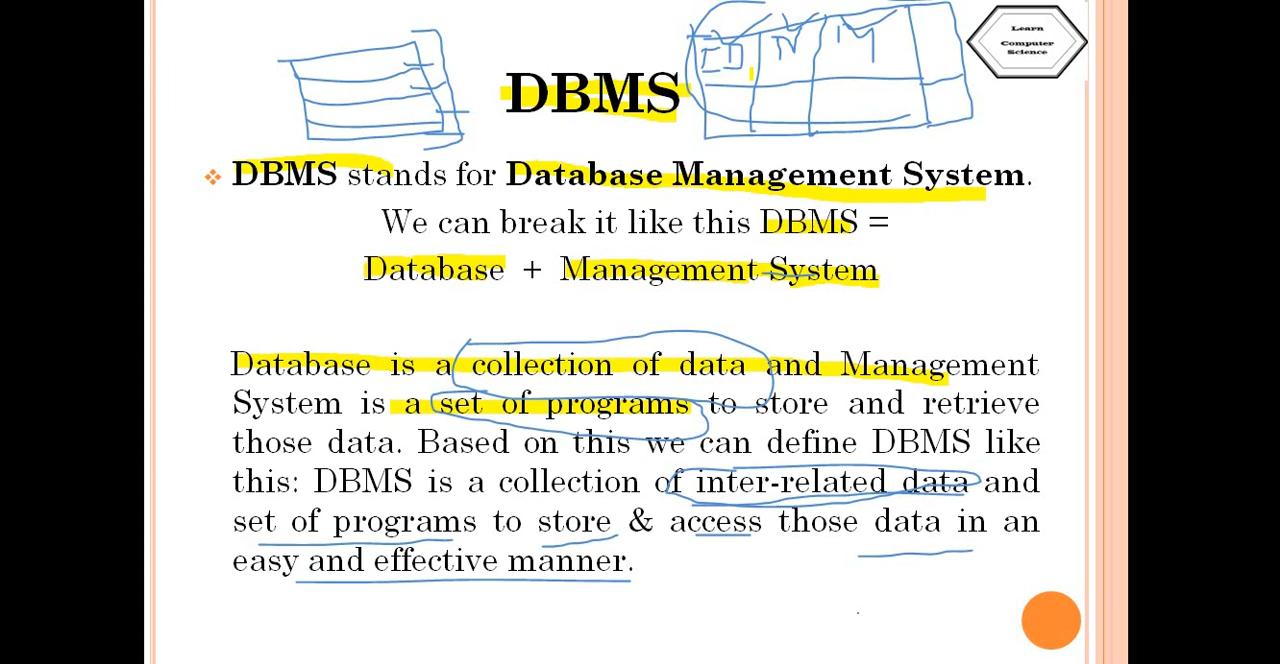 Learn
Computer
Science
ID N M
DBMS
DBMS stands for Database Management System.
We can break it like this DBMS =
Database + Management System
Database is a collection of data and Management
System is a set of programs to store and retrieve
those data. Based on this we can define DBMS like
this: DBMS is a collection of inter-related data and
set of programs to store & access those data in an
easy and effective manner.